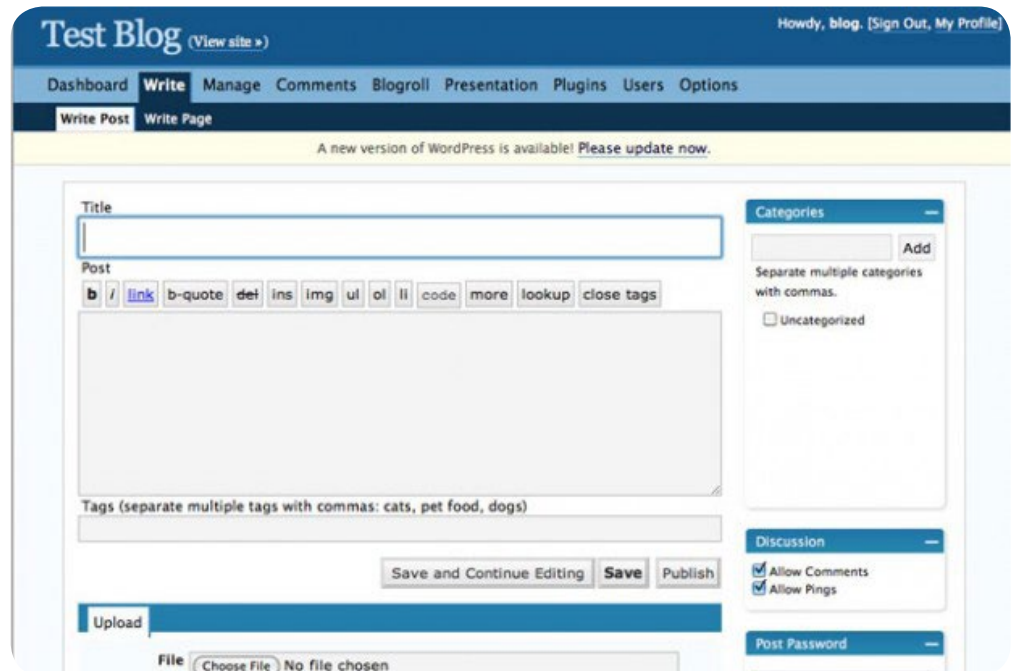 Test Blog (View site »)
Howdy, blog. [Sign Out, My Profile]
Dashboard Write Manage Comments Blogroll Presentation Plugins Users Options
Write Post Write Page
A new version of WordPress is available! Please update now.
Title
Post
b i link b-quote del ins img ul ol li code more lookup close tags
Tags (separate multiple tags with commas: cats, pet food, dogs)
Save and Continue Editing Save Publish
Upload
File Choose File No file chosen
Categories
Add
Separate multiple categories
with commas.
Uncategorized
Discussion
Allow Comments
Allow Pings
Post Password